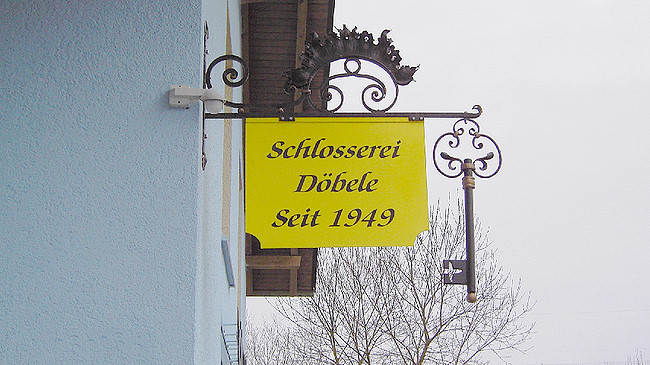 Schlosserei
Döbele
Seit 1949